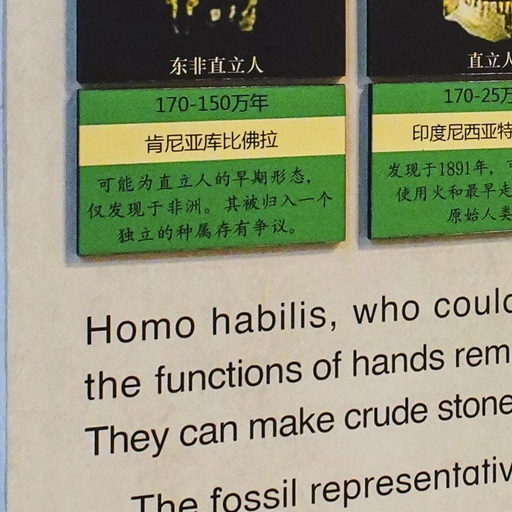 东非直立人
170-150万年
肯尼亚库比佛拉
可能为直立人的早期形态，
仅发现于非洲。其被归入一个
独立的种属存有争议。
直立人
170-25万
印度尼西亚特
发现于1891年，
使用火和最早走
原始人类
Homo habilis, who could
the functions of hands rem
They can make crude stone
The fossil representativ